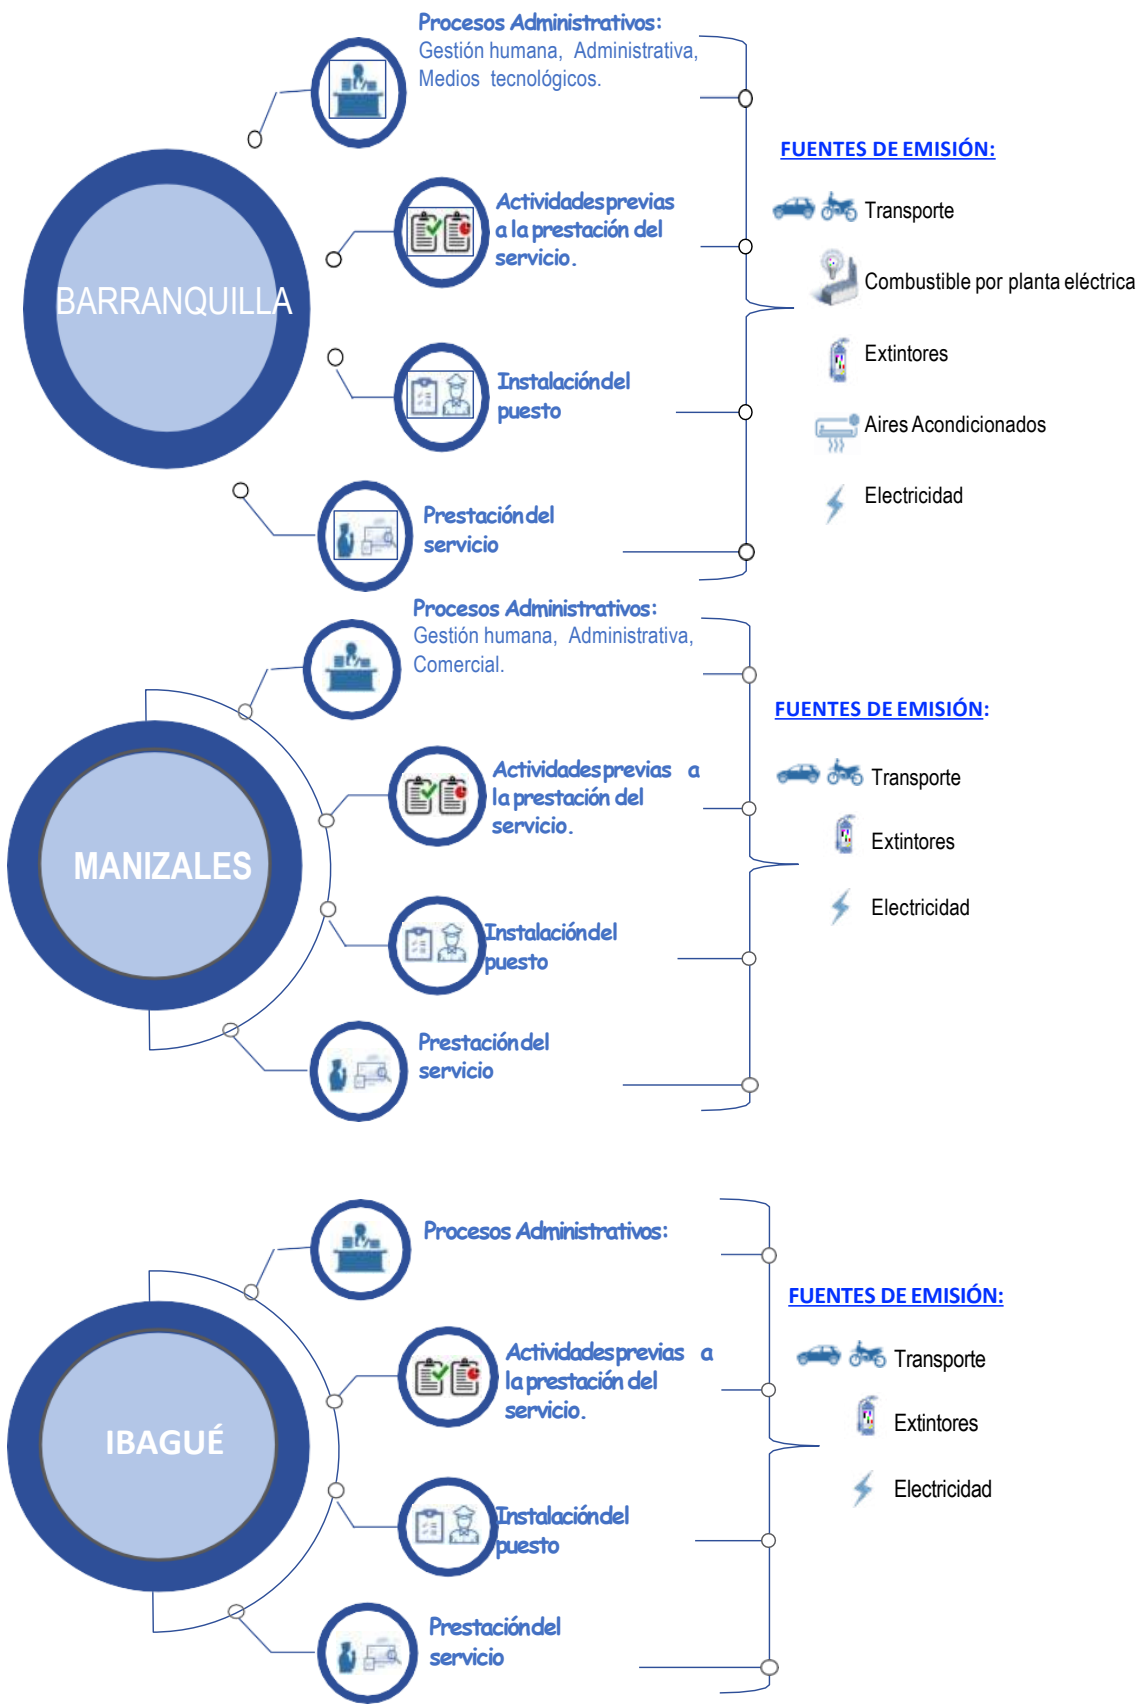 Procesos Administrativos:
Gestión humana, Administrativa,
Medios tecnológicos.
BARRANQUILLA
Actividades previas
a la prestación del
servicio.
Instalación del
puesto
Prestación del
servicio
FUENTES DE EMISIÓN:
Transporte
Combustible por planta eléctrica
Extintores
Aires Acondicionados
Electricidad
Procesos Administrativos:
Gestión humana, Administrativa,
Comercial.
MANIZALES
Actividades previas a
la prestación del
servicio.
Instalación del
puesto
Prestación del
servicio
FUENTES DE EMISIÓN:
Transporte
Extintores
Electricidad
Procesos Administrativos:
IBAGUÉ
Actividades previas a
la prestación del
servicio.
Instalación del
puesto
Prestación del
servicio
FUENTES DE EMISIÓN:
Transporte
Extintores
Electricidad